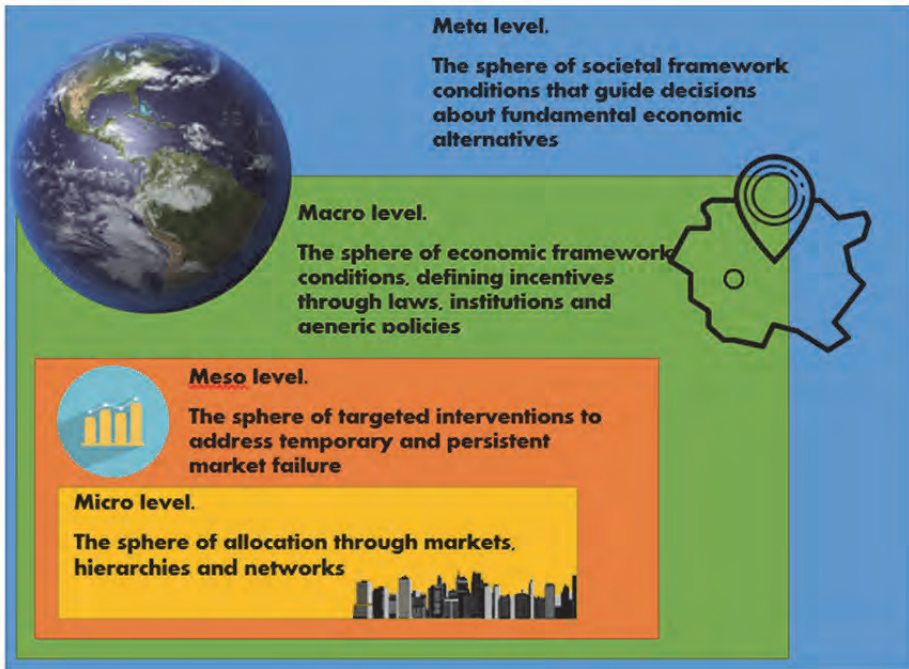 Meta level.
The sphere of societal framework
conditions that guide decisions
about fundamental economic
alternatives
Macro level.
The sphere of economic framework
conditions, defining incentives
through laws, institutions and
generic policies
Meso level.
The sphere of targeted interventions to
address temporary and persistent
market failure
Micro level.
The sphere of allocation through markets,
hierarchies and networks